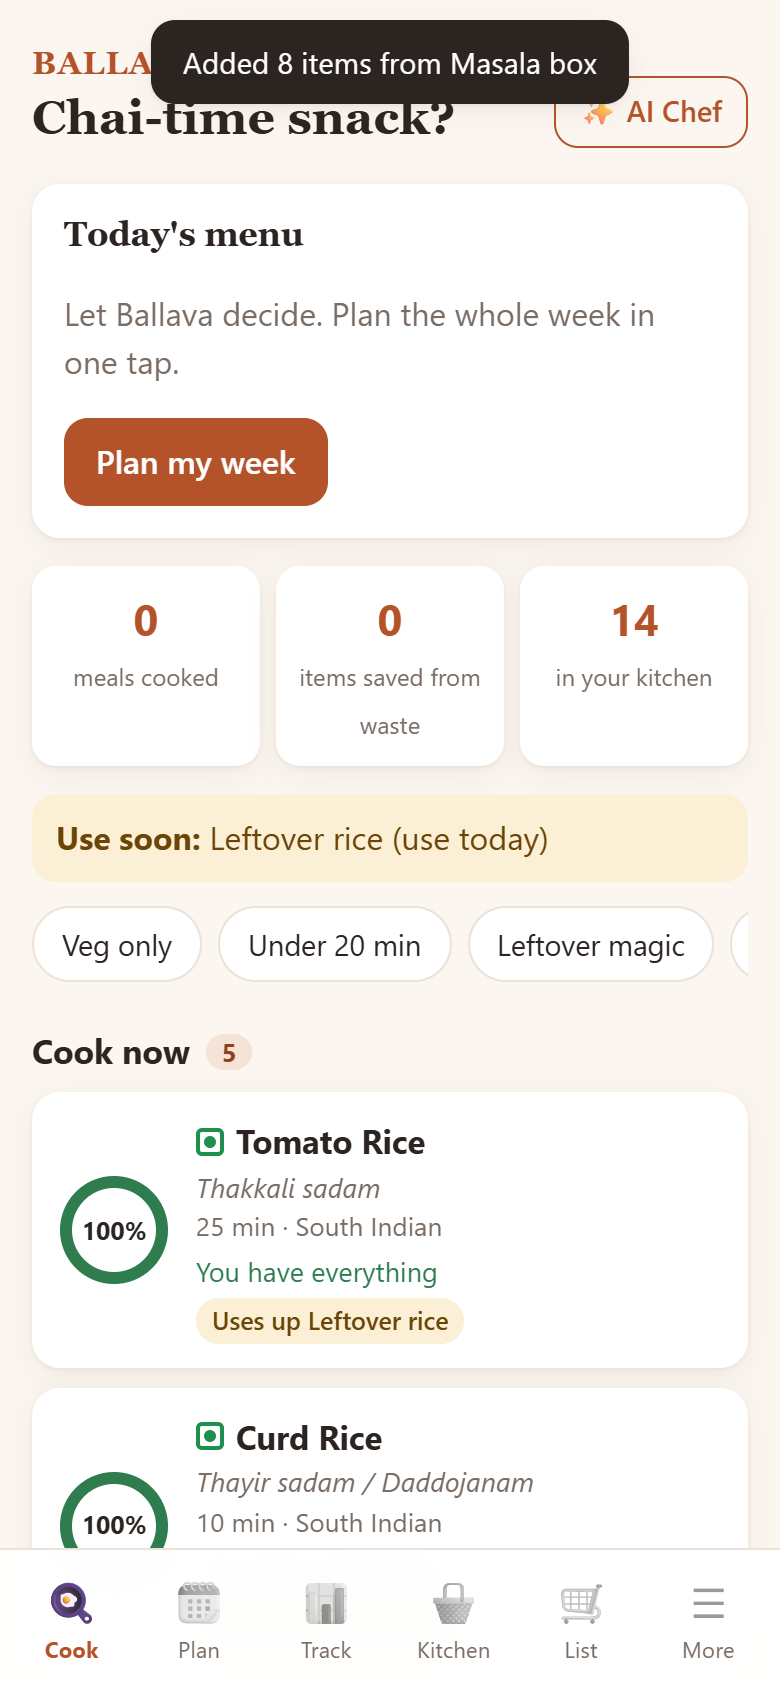 Added 8 items from Masala box
BALLA
Chai-time snack?
✨ AI Chef
Today's menu
Let Ballava decide. Plan the whole week in
one tap.
Plan my week
0
meals cooked
0
items saved from
waste
14
in your kitchen
Use soon: Leftover rice (use today)
Veg only
Under 20 min
Leftover magic
Cook now 5
100%
Tomato Rice
Thakkali sadam
25 min · South Indian
You have everything
Uses up Leftover rice
100%
Curd Rice
Thayir sadam / Daddojanam
10 min · South Indian
Cook
Plan
Track
Kitchen
List
More